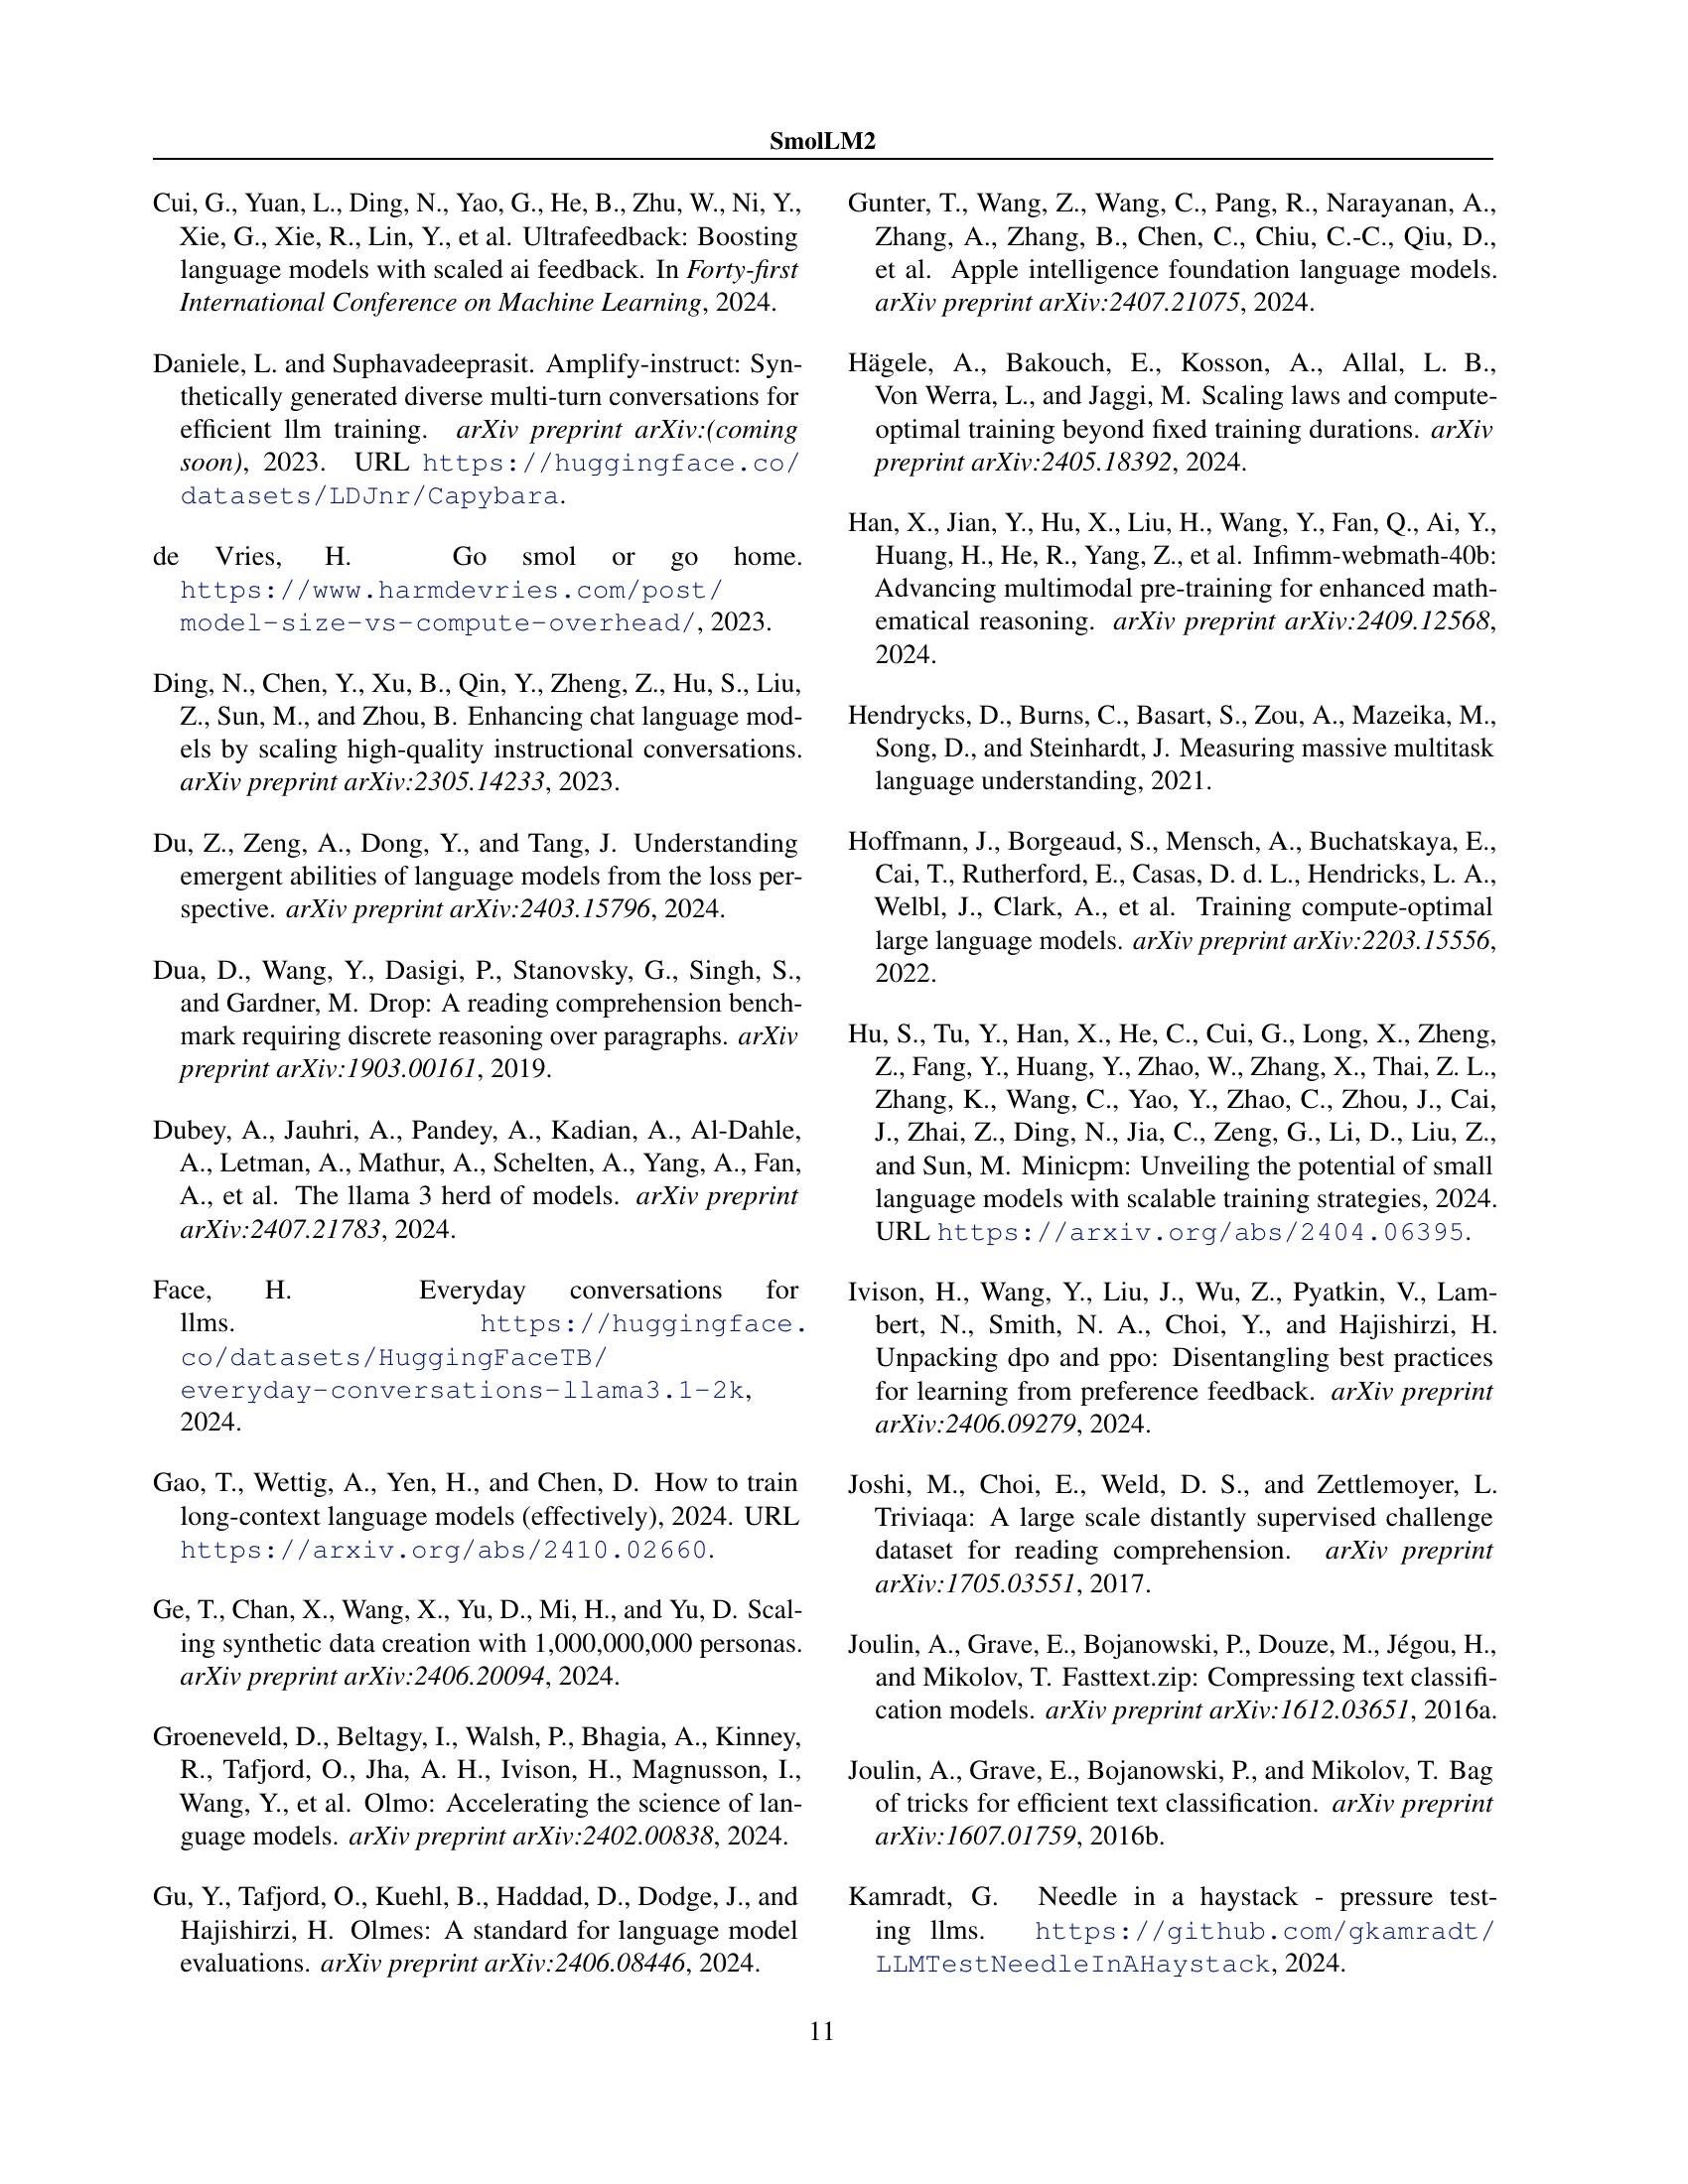 SmolLM2
Cui, G., Yuan, L., Ding, N., Yao, G., He, B., Zhu, W., Ni, Y.,
Xie, G., Xie, R., Lin, Y., et al. Ultrafeedback: Boosting
language models with scaled ai feedback. In Forty-first
International Conference on Machine Learning, 2024.
Daniele, L. and Suphavadeeprasit. Amplify-instruct: Syn-
thetically generated diverse multi-turn conversations for
efficient llm training. arXiv preprint arXiv:(coming
soon), 2023. URL https://huggingface.co/
datasets/LDJnr/Capybara.
de Vries, H. Go smol or go home.
https://www.harmdevries.com/post/
model-size-vs-compute-overhead/, 2023.
Ding, N., Chen, Y., Xu, B., Qin, Y., Zheng, Z., Hu, S., Liu,
Z., Sun, M., and Zhou, B. Enhancing chat language mod-
els by scaling high-quality instructional conversations.
arXiv preprint arXiv:2305.14233, 2023.
Du, Z., Zeng, A., Dong, Y., and Tang, J. Understanding
emergent abilities of language models from the loss per-
spective. arXiv preprint arXiv:2403.15796, 2024.
Dua, D., Wang, Y., Dasigi, P., Stanovsky, G., Singh, S.,
and Gardner, M. Drop: A reading comprehension bench-
mark requiring discrete reasoning over paragraphs. arXiv
preprint arXiv:1903.00161, 2019.
Dubey, A., Jauhri, A., Pandey, A., Kadian, A., Al-Dahle,
A., Letman, A., Mathur, A., Schelten, A., Yang, A., Fan,
A., et al. The llama 3 herd of models. arXiv preprint
arXiv:2407.21783, 2024.
Face, H. Everyday conversations for
llms. https://huggingface.
co/datasets/HuggingFaceTB/
everyday-conversations-llama3.1-2k,
2024.
Gao, T., Wettig, A., Yen, H., and Chen, D. How to train
long-context language models (effectively), 2024. URL
https://arxiv.org/abs/2410.02660.
Ge, T., Chan, X., Wang, X., Yu, D., Mi, H., and Yu, D. Scal-
ing synthetic data creation with 1,000,000,000 personas.
arXiv preprint arXiv:2406.20094, 2024.
Groeneveld, D., Beltagy, I., Walsh, P., Bhagia, A., Kinney,
R., Tafjord, O., Jha, A. H., Ivison, H., Magnusson, I.,
Wang, Y., et al. Olmo: Accelerating the science of lan-
guage models. arXiv preprint arXiv:2402.00838, 2024.
Gu, Y., Tafjord, O., Kuehl, B., Haddad, D., Dodge, J., and
Hajishirzi, H. Olmes: A standard for language model
evaluations. arXiv preprint arXiv:2406.08446, 2024.
Gunter, T., Wang, Z., Wang, C., Pang, R., Narayanan, A.,
Zhang, A., Zhang, B., Chen, C., Chiu, C.-C., Qiu, D.,
et al. Apple intelligence foundation language models.
arXiv preprint arXiv:2407.21075, 2024.
Hägele, A., Bakouch, E., Kosson, A., Allal, L. B.,
Von Werra, L., and Jaggi, M. Scaling laws and compute-
optimal training beyond fixed training durations. arXiv
preprint arXiv:2405.18392, 2024.
Han, X., Jian, Y., Hu, X., Liu, H., Wang, Y., Fan, Q., Ai, Y.,
Huang, H., He, R., Yang, Z., et al. Infimm-webmath-40b:
Advancing multimodal pre-training for enhanced math-
ematical reasoning. arXiv preprint arXiv:2409.12568,
2024.
Hendrycks, D., Burns, C., Basart, S., Zou, A., Mazeika, M.,
Song, D., and Steinhardt, J. Measuring massive multitask
language understanding, 2021.
Hoffmann, J., Borgeaud, S., Mensch, A., Buchatskaya, E.,
Cai, T., Rutherford, E., Casas, D. d. L., Hendricks, L. A.,
Welbl, J., Clark, A., et al. Training compute-optimal
large language models. arXiv preprint arXiv:2203.15556,
2022.
Hu, S., Tu, Y., Han, X., He, C., Cui, G., Long, X., Zheng,
Z., Fang, Y., Huang, Y., Zhao, W., Zhang, X., Thai, Z. L.,
Zhang, K., Wang, C., Yao, Y., Zhao, C., Zhou, J., Cai,
J., Zhai, Z., Ding, N., Jia, C., Zeng, G., Li, D., Liu, Z.,
and Sun, M. Minicpm: Unveiling the potential of small
language models with scalable training strategies, 2024.
URL https://arxiv.org/abs/2404.06395.
Ivison, H., Wang, Y., Liu, J., Wu, Z., Pyatkin, V., Lam-
bert, N., Smith, N. A., Choi, Y., and Hajishirzi, H.
Unpacking dpo and ppo: Disentangling best practices
for learning from preference feedback. arXiv preprint
arXiv:2406.09279, 2024.
Joshi, M., Choi, E., Weld, D. S., and Zettlemoyer, L.
Triviaqa: A large scale distantly supervised challenge
dataset for reading comprehension. arXiv preprint
arXiv:1705.03551, 2017.
Joulin, A., Grave, E., Bojanowski, P., Douze, M., Jégou, H.,
and Mikolov, T. Fasttext.zip: Compressing text classifi-
cation models. arXiv preprint arXiv:1612.03651, 2016a.
Joulin, A., Grave, E., Bojanowski, P., and Mikolov, T. Bag
of tricks for efficient text classification. arXiv preprint
arXiv:1607.01759, 2016b.
Kamradt, G. Needle in a haystack - pressure test-
ing llms. https://github.com/gkamradt/
LLMTestNeedleInAHaystack, 2024.
11